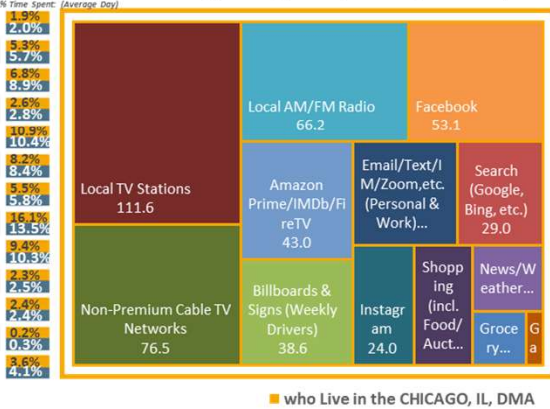 % Time Spent: (Average Day)
1.9%
2.0%
5.3%
5.7%
6.8%
8.9%
2.6%
2.8%
10.9%
10.4%
8.2%
8.4%
5.5%
5.8%
16.1%
13.5%
9.4%
10.3%
2.3%
2.5%
2.4%
2.4%
0.2%
0.3%
3.6%
4.1%
Local TV Stations
111.6
Non-Premium Cable TV
Networks
76.5
Local AM/FM Radio
66.2
Facebook
53.1
Amazon
Prime/IMDb/Fi
reTV
43.0
Email/Text/I
M/Zoom,etc.
(Personal &
Work)...
Search
(Google,
Bing, etc.)
29.0
Billboards &
Signs (Weekly
Drivers)
38.6
Instagr
am
24.0
Shopp
ing
(incl.
Food/
Auct...
News/W
eather...
Groce
ry...
Ga
who Live in the CHICAGO, IL, DMA